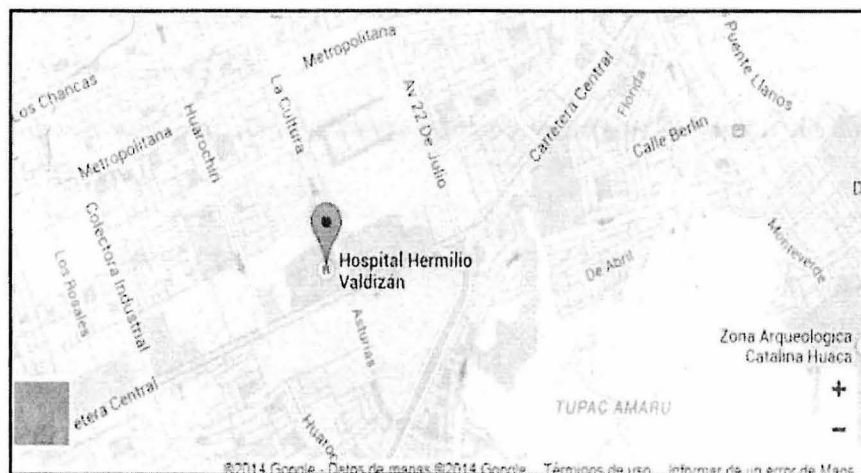 Metropolitana
Puente Llanos
Los Chancas
La Cultura
Av 22 De Julio
Carretera Central
Florida
Huarochiri
Calle Berlin
Metropolitana
D
Colectora Industrial
Monteverde
Hospital Hermilio
Valdizán
De Abril
Los Rosales
Asturias
Zona Arqueologica
Catalina Huaca
+
etera Central
TUPAC AMARU
−
Huaroc
©2014 Google - Datos de mapas ©2014 Google Términos de uso Informar de un error de Maps